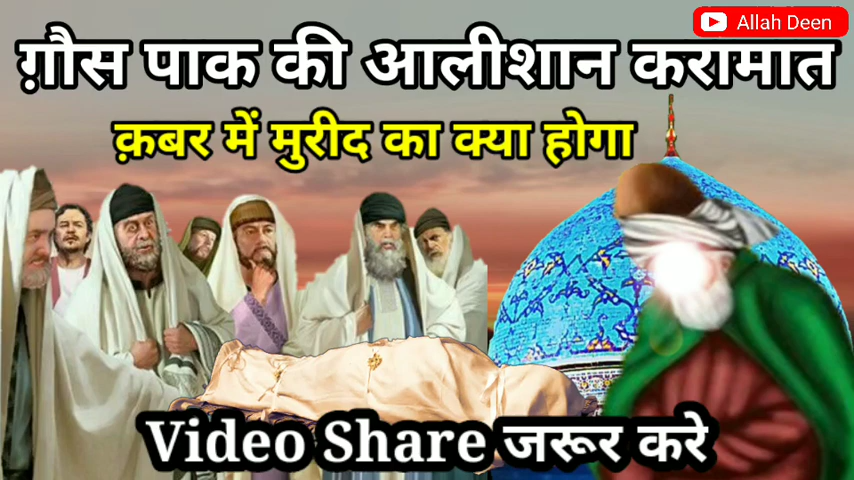 Allah Deen
ग़ौस पाक की आलीशान करामात
क़बर में मुरीद का क्या होगा
Video Share जरूर करे